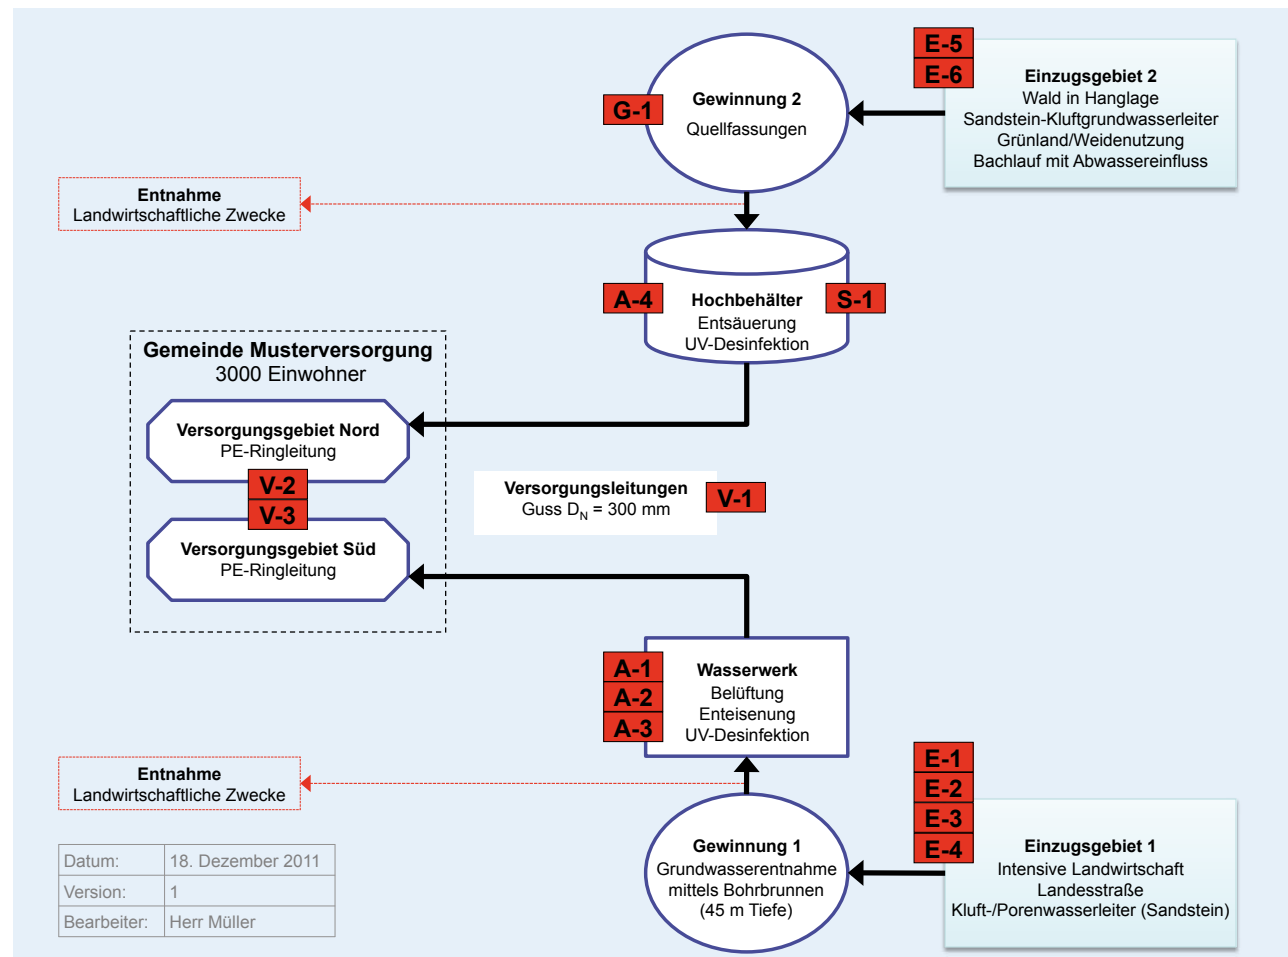 E-5
E-6
Einzugsgebiet 2
Wald in Hanglage
Sandstein-Kluftgrundwasserleiter
Grünland/Weidenutzung
Bachlauf mit Abwassereinfluss
G-1
Gewinnung 2
Quellfassungen
Entnahme
Landwirtschaftliche Zwecke
A-4
Hochbehälter
Entsäuerung
UV-Desinfektion
S-1
Gemeinde Musterversorgung
3000 Einwohner
Versorgungsgebiet Nord
PE-Ringleitung
V-2
V-3
Versorgungsgebiet Süd
PE-Ringleitung
Versorgungsleitungen
Guss DN = 300 mm
V-1
A-1
A-2
A-3
Wasserwerk
Belüftung
Enteisenung
UV-Desinfektion
Entnahme
Landwirtschaftliche Zwecke
E-1
E-2
E-3
E-4
Einzugsgebiet 1
Intensive Landwirtschaft
Landesstraße
Kluft-/Porenwasserleiter (Sandstein)
Gewinnung 1
Grundwasserentnahme
mittels Bohrbrunnen
(45 m Tiefe)
Datum: 18. Dezember 2011
Version: 1
Bearbeiter: Herr Müller